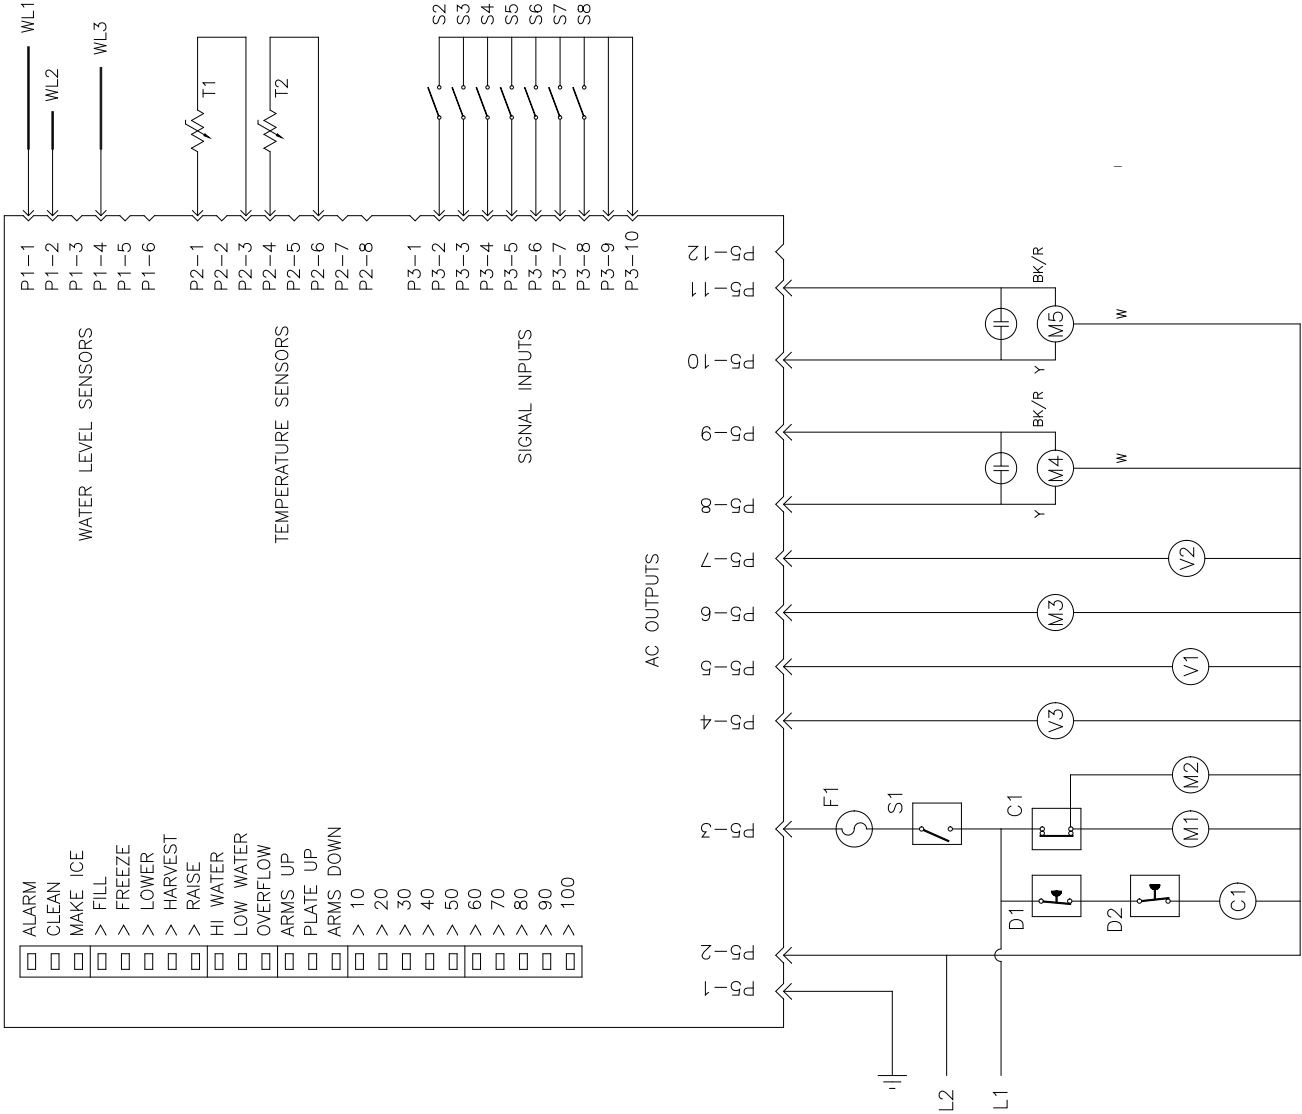 WL1
WL2
WL3
T1
T2
S2
S3
S4
S5
S6
S7
S8
P1-1
P1-2
P1-3
P1-4
P1-5
P1-6
P2-1
P2-2
P2-3
P2-4
P2-5
P2-6
P2-7
P2-8
P3-1
P3-2
P3-3
P3-4
P3-5
P3-6
P3-7
P3-8
P3-9
P3-10
WATER LEVEL SENSORS
TEMPERATURE SENSORS
SIGNAL INPUTS
AC OUTPUTS
P5-12
P5-11
P5-10
P5-9
P5-8
P5-7
P5-6
P5-5
P5-4
P5-3
P5-2
P5-1
BK/R
M5
W
Y
BK/R
M4
W
Y
V2
M3
V1
V3
M2
F1
S1
C1
M1
D1
D2
C1
L2
L1
ALARM
CLEAN
MAKE ICE
> FILL
> FREEZE
> LOWER
> HARVEST
> RAISE
HI WATER
LOW WATER
OVERFLOW
ARMS UP
PLATE UP
ARMS DOWN
> 10
> 20
> 30
> 40
> 50
> 60
> 70
> 80
> 90
> 100